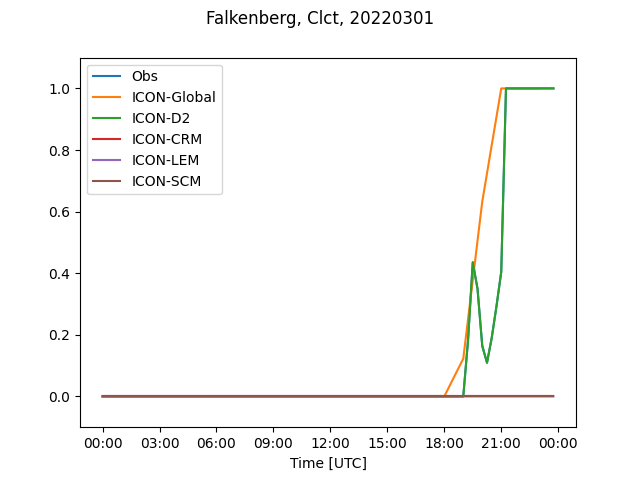 Falkenberg, Clct, 20220301
Obs
ICON-Global
ICON-D2
ICON-CRM
ICON-LEM
ICON-SCM
1.0
0.8
0.6
0.4
0.2
0.0
00:00 03:00 06:00 09:00 12:00 15:00 18:00 21:00 00:00
Time [UTC]